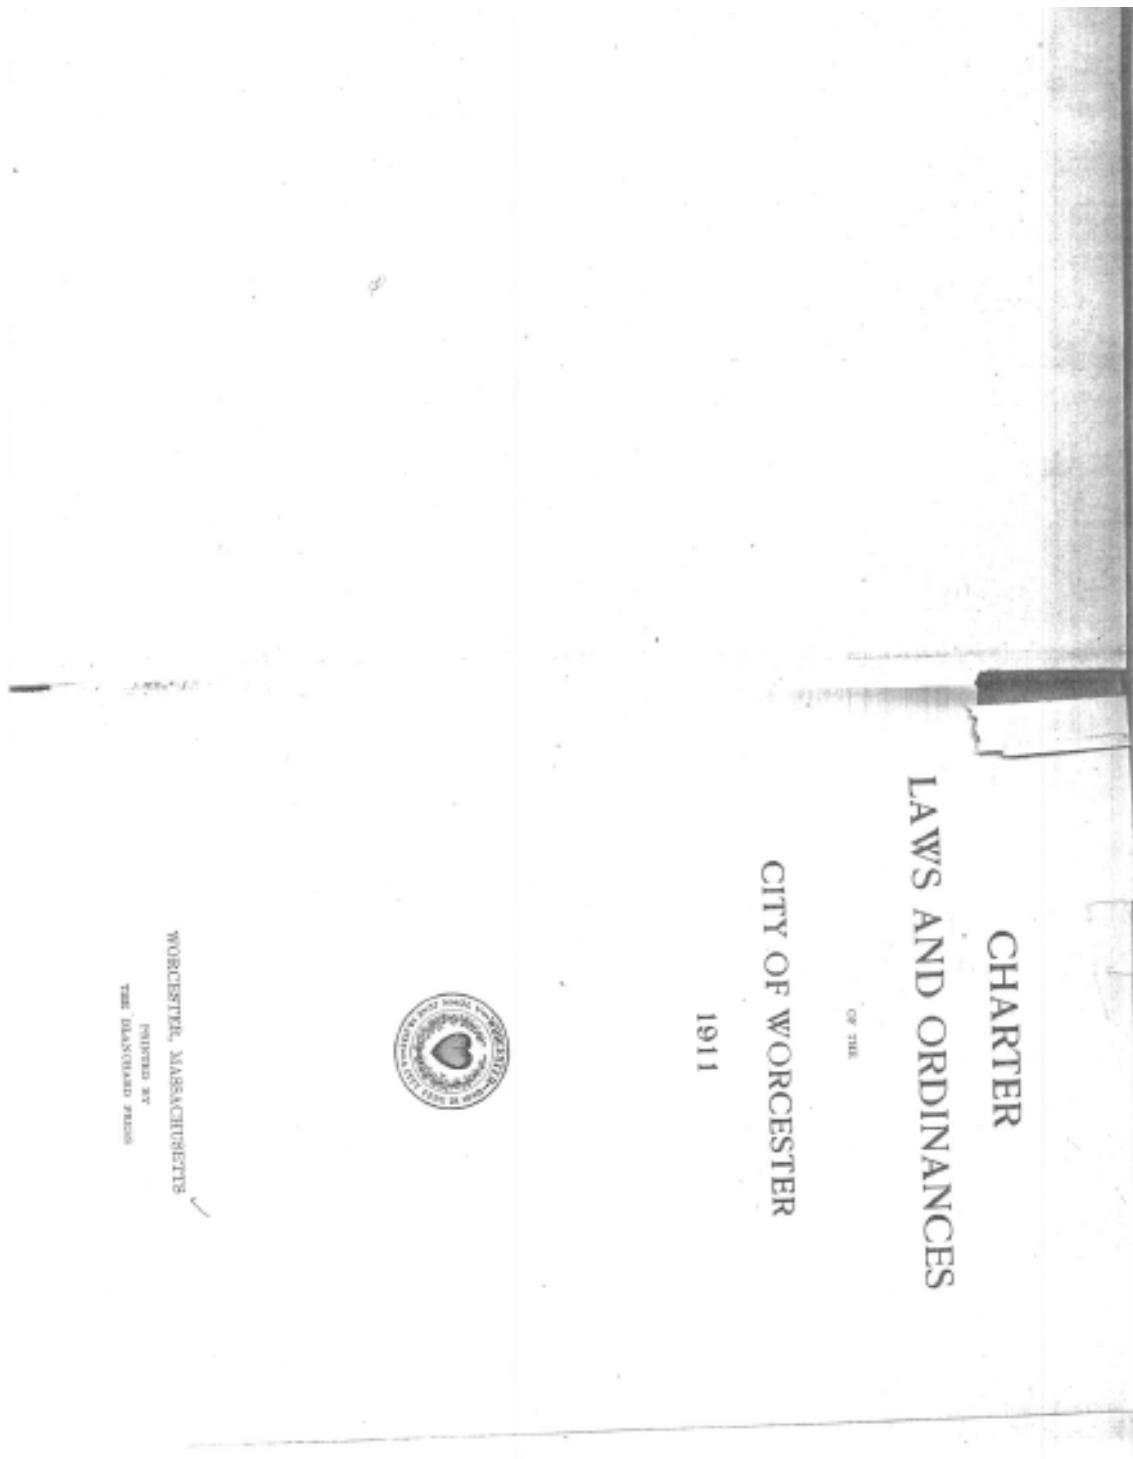 CHARTER
LAWS AND ORDINANCES
OF THE
CITY OF WORCESTER
1911
WORCESTER, MASSACHUSETTS
PRINTED BY
THE BLANCHARD PRESS